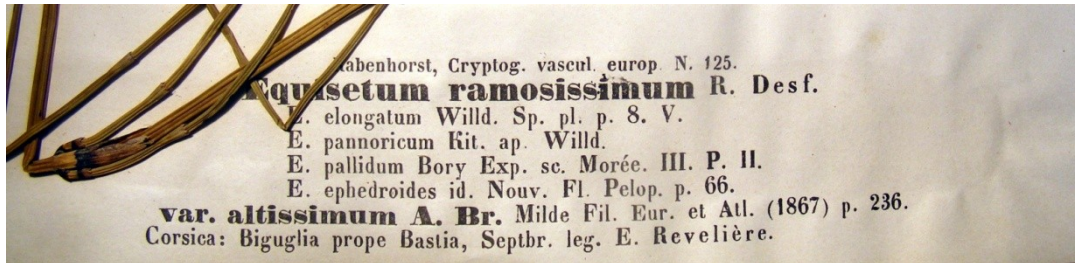 Rabenhorst, Cryptog. vascul. europ. N. 125.
Equisetum ramosissimum R. Desf.
E. elongatum Willd. Sp. pl. p. 8. V.
E. pannoricum Kit. ap. Willd.
E. pallidum Bory Exp. sc. Morée. III. P. II.
E. ephedroides id. Nouv. Fl. Pelop. p. 66.
var. altissimum A. Br. Milde Fil. Eur. et Atl. (1867) p. 236.
Corsica: Biguglia prope Bastia, Septbr. leg. E. Revelière.